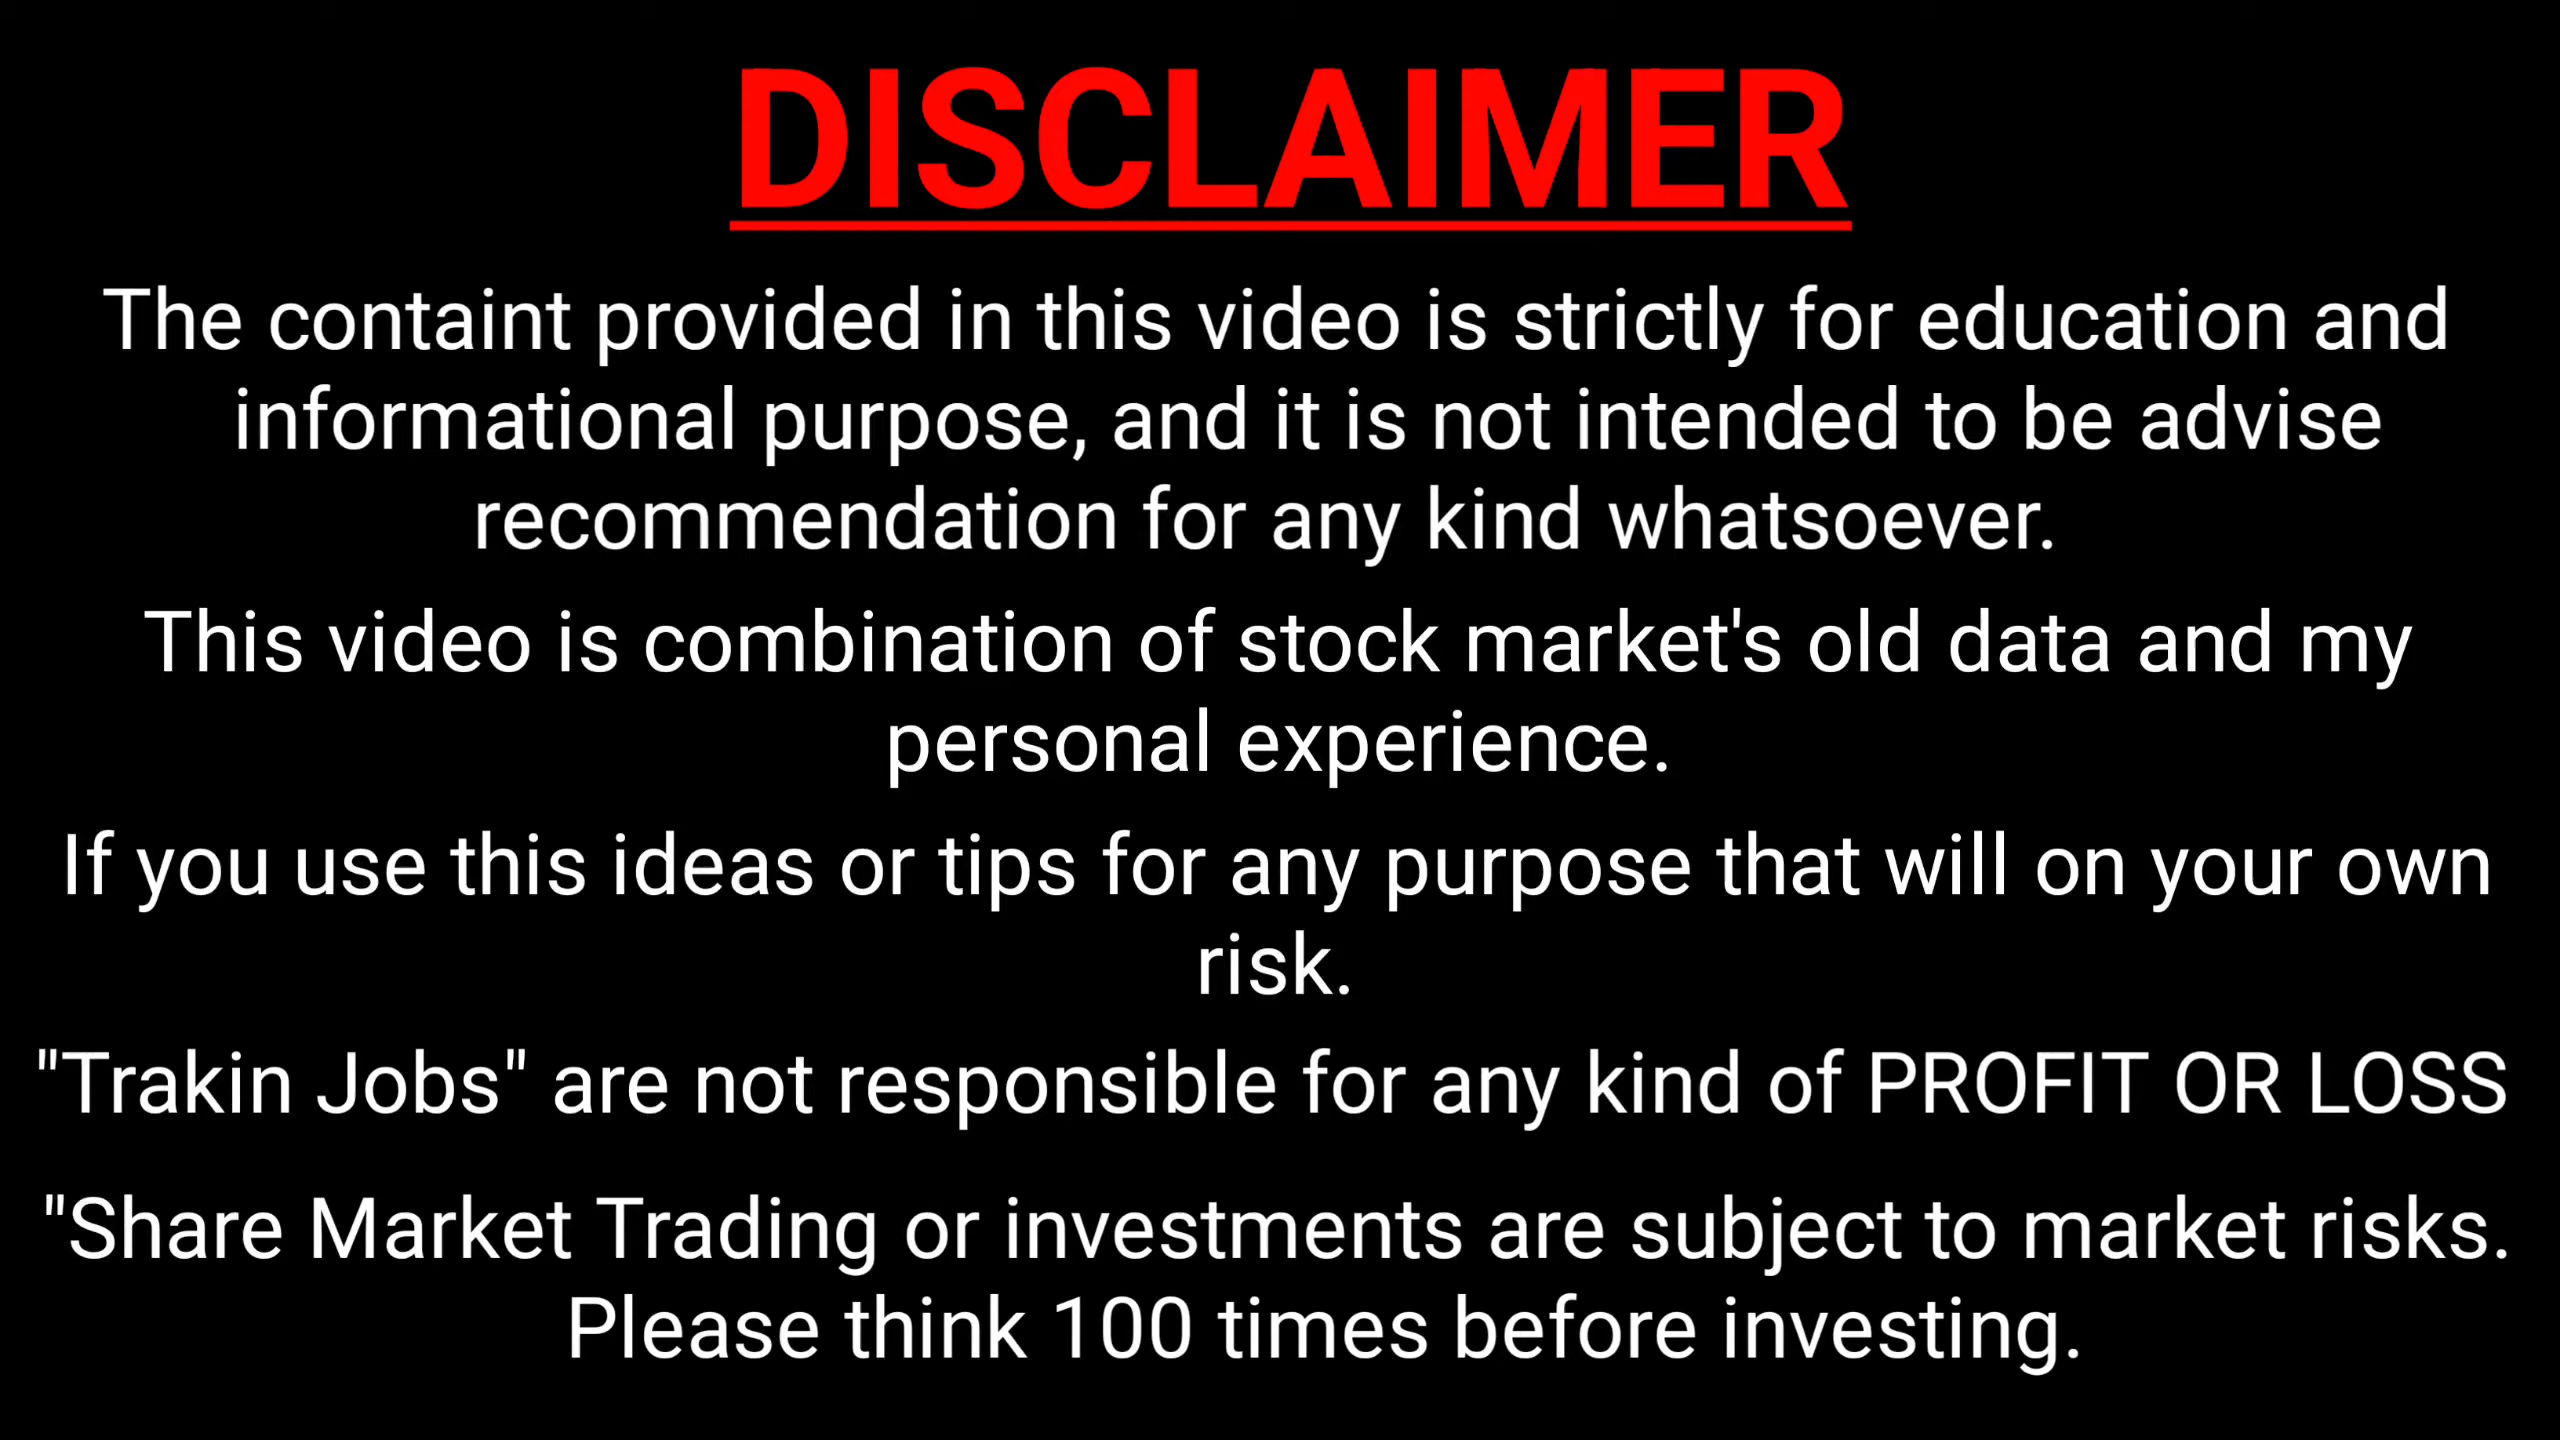 DISCLAIMER
The containt provided in this video is strictly for education and
informational purpose, and it is not intended to be advise
recommendation for any kind whatsoever.
This video is combination of stock market's old data and my
personal experience.
If you use this ideas or tips for any purpose that will on your own
risk.
"Trakin Jobs" are not responsible for any kind of PROFIT OR LOSS
"Share Market Trading or investments are subject to market risks.
Please think 100 times before investing.